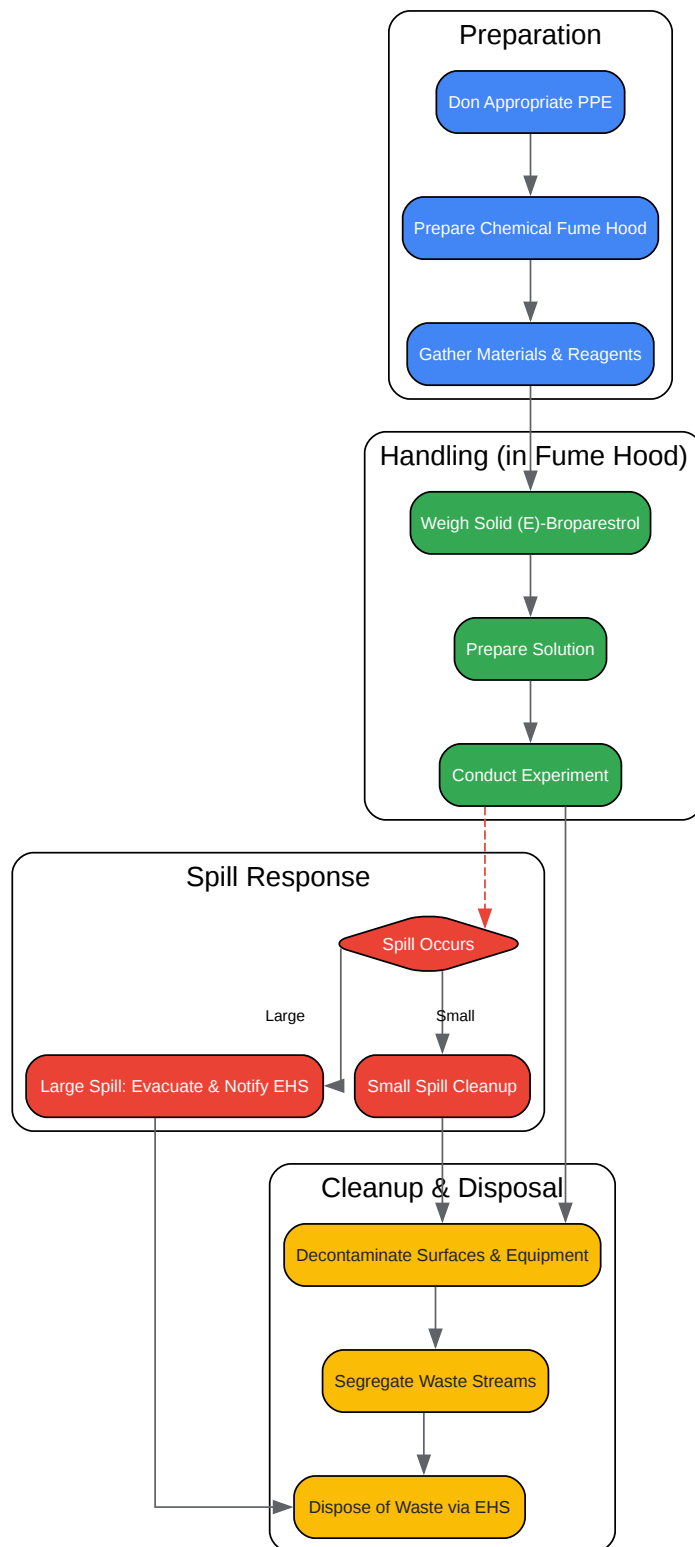 Preparation
Don Appropriate PPE
Prepare Chemical Fume Hood
Gather Materials & Reagents
Handling (in Fume Hood)
Weigh Solid (E)-Broparestrol
Prepare Solution
Conduct Experiment
Spill Response
Spill Occurs
Large
Small
Large Spill: Evacuate & Notify EHS
Small Spill Cleanup
Cleanup & Disposal
Decontaminate Surfaces & Equipment
Segregate Waste Streams
Dispose of Waste via EHS